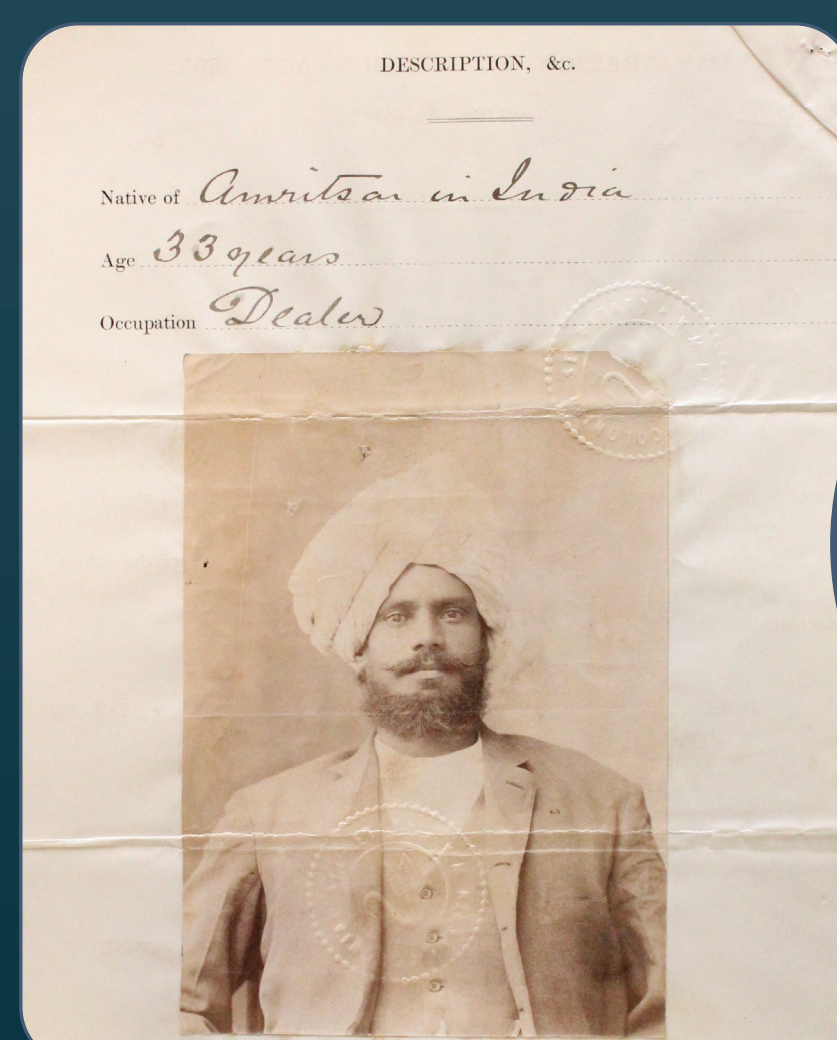 DESCRIPTION, &c.
Native of Amritsar in India
Age 33 years
Occupation Dealer